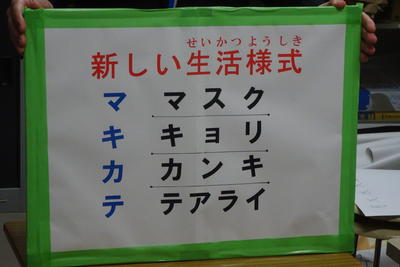 せいかつようしき
新しい生活様式
マ マスク
キ キョリ
カ カンキ
テ テアライ